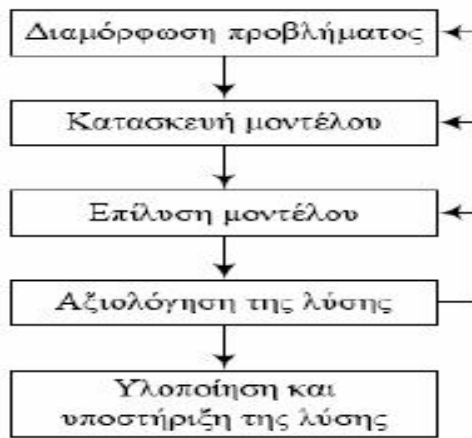 Διαμόρφωση προβλήματος
Κατασκευή μοντέλου
Επίλυση μοντέλου
Αξιολόγηση της λύσης
Υλοποίηση και
υποστήριξη της λύσης